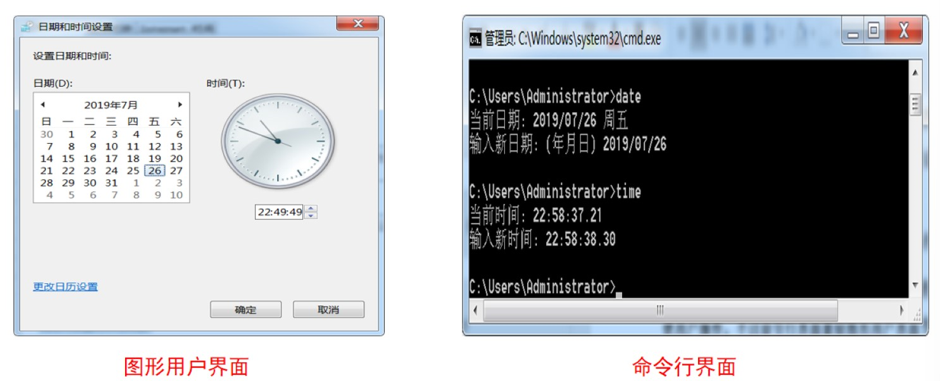 日期和时间设置
设置日期和时间:
日期(D):
时间(T):
2019年7月
日 一 二 三 四 五 六
30 1 2 3 4 5 6
7 8 9 10 11 12 13
14 15 16 17 18 19 20
21 22 23 24 25 26 27
28 29 30 31 1 2 3
4 5 6 7 8 9 10
22:49:49
更改日历设置
确定
取消
图形用户界面
管理员: C:\Windows\system32\cmd.exe
C:\Users\Administrator>date
当前日期: 2019/07/26 周五
输入新日期: (年月日) 2019/07/26
C:\Users\Administrator>time
当前时间: 22:58:37.21
输入新时间: 22:58:38.30
C:\Users\Administrator>
命令行界面